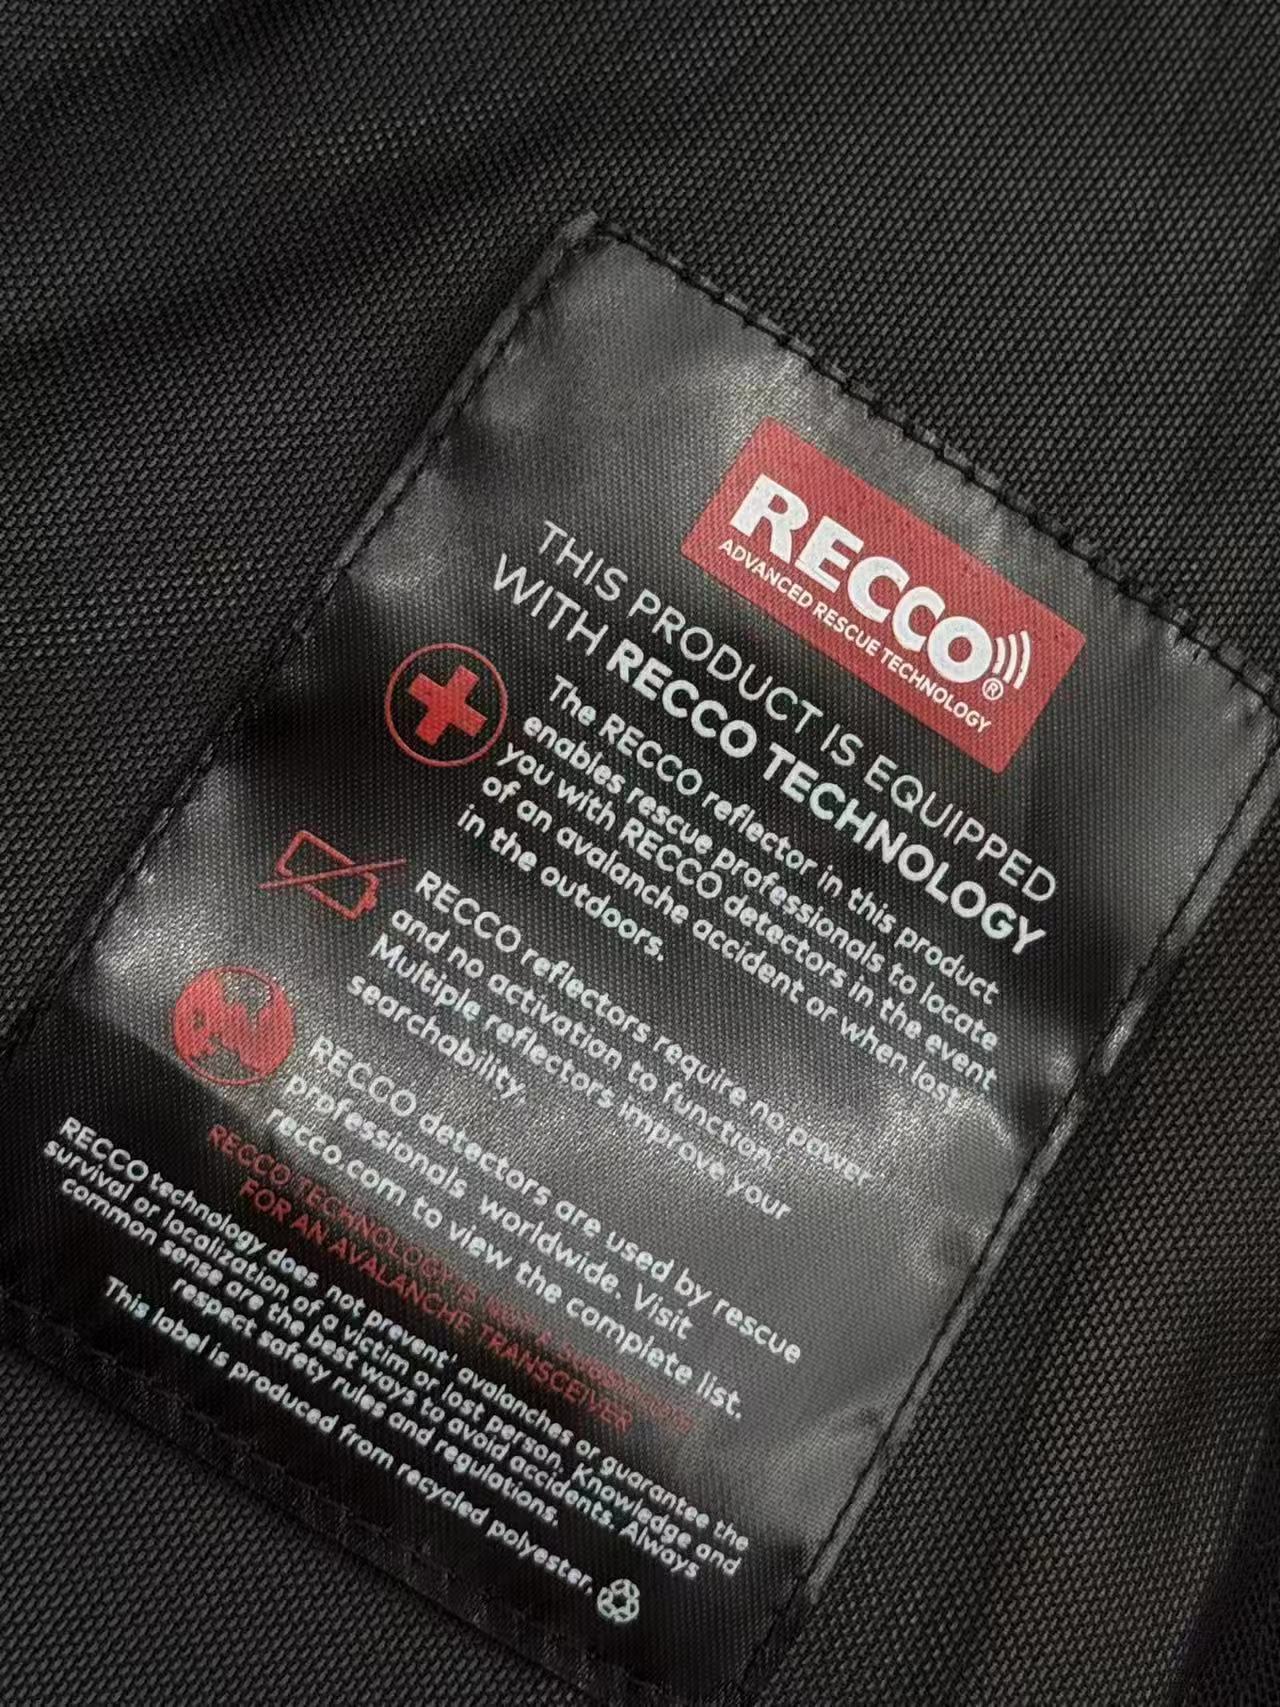 RECCO®
ADVANCED RESCUE TECHNOLOGY
THIS PRODUCT IS EQUIPPED
WITH RECCO TECHNOLOGY
The RECCO reflector in this product
enables rescue professionals to locate
you with RECCO detectors in the event
of an avalanche accident or when lost
in the outdoors.
RECCO reflectors require no power
and no activation to function.
Multiple reflectors improve your
searchability.
RECCO detectors are used by rescue
professionals worldwide. Visit
recco.com to view the complete list.
RECCO TECHNOLOGY IS NOT A SUBSTITUTE
FOR AN AVALANCHE TRANSCEIVER
RECCO technology does not prevent avalanches or guarantee the
survival or localization of a victim or lost person. Knowledge and
common sense are the best ways to avoid accidents. Always
respect safety rules and regulations.
This label is produced from recycled polyester.